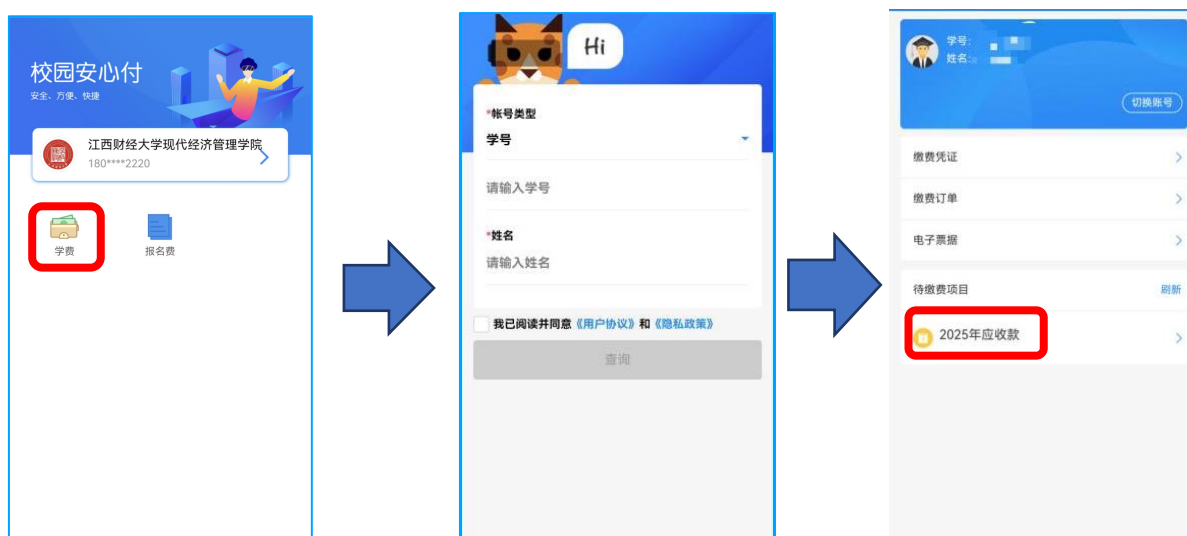 校园安心付
安全、方便、快捷
江西财经大学现代经济管理学院
180****2220
学费
报名费
Hi
*帐号类型
学号
请输入学号
*姓名
请输入姓名
我已阅读并同意《用户协议》和《隐私政策》
查询
学号:
姓名:
切换账号
缴费凭证
缴费订单
电子票据
待缴费项目
刷新
2025年应收款